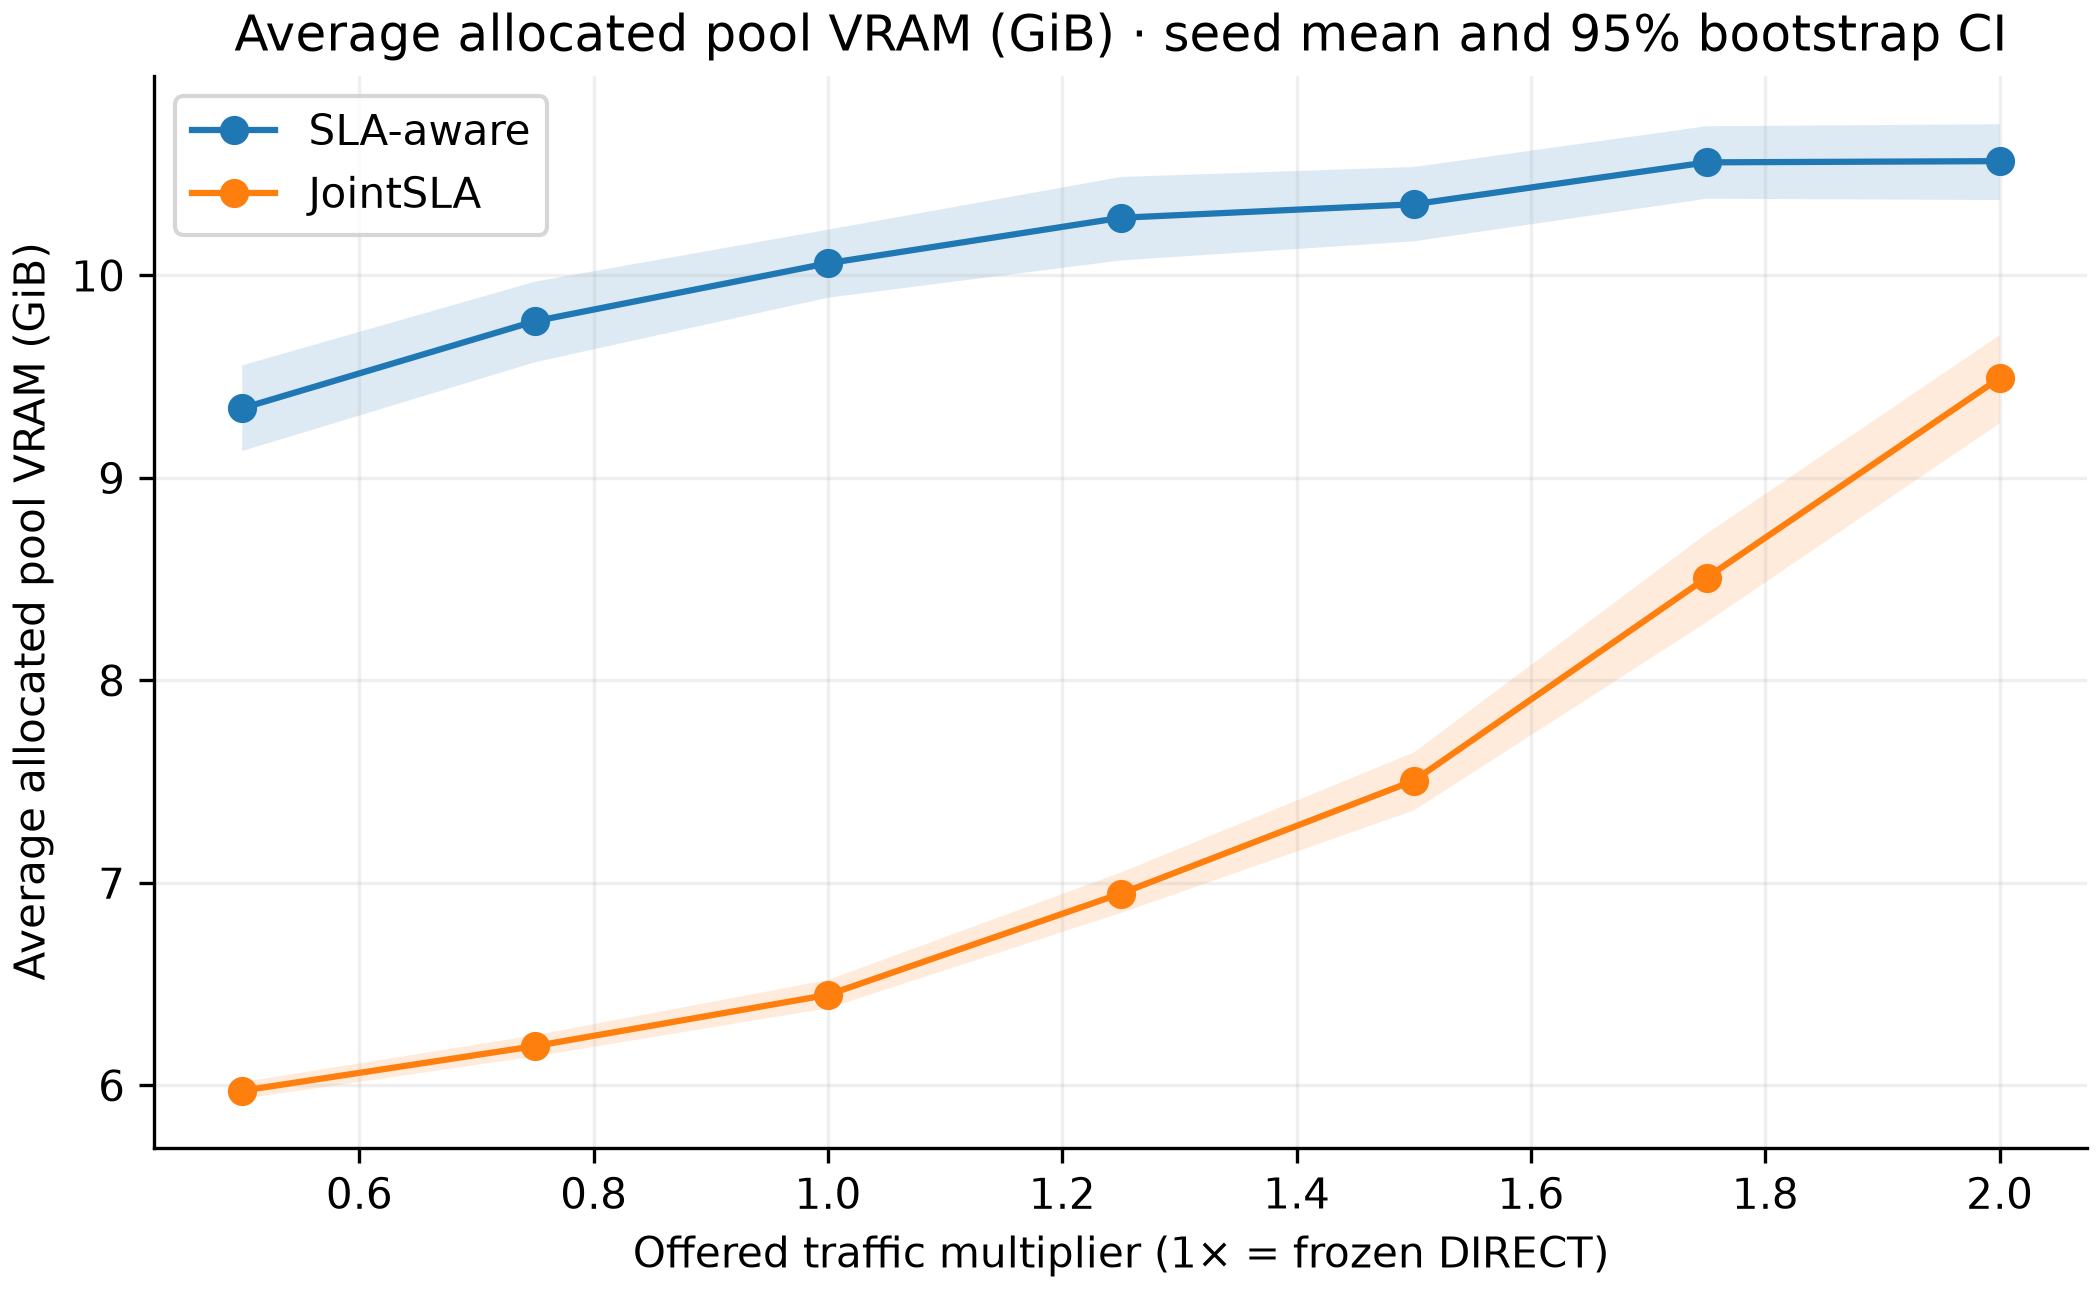 Average allocated pool VRAM (GiB) · seed mean and 95% bootstrap CI
SLA-aware
JointSLA
Average allocated pool VRAM (GiB)
10
9
8
7
6
0.6 0.8 1.0 1.2 1.4 1.6 1.8 2.0
Offered traffic multiplier (1× = frozen DIRECT)